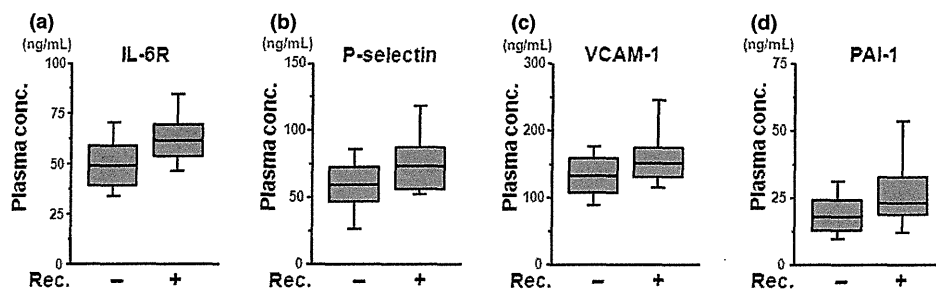 (a)
(ng/mL)
IL-6R
Plasma conc.
100
75
50
25
0
Rec. − +
(b)
(ng/mL)
P-selectin
Plasma conc.
150
100
50
0
Rec. − +
(c)
(ng/mL)
VCAM-1
Plasma conc.
300
200
100
0
Rec. − +
(d)
(ng/mL)
PAI-1
Plasma conc.
75
50
25
0
Rec. − +